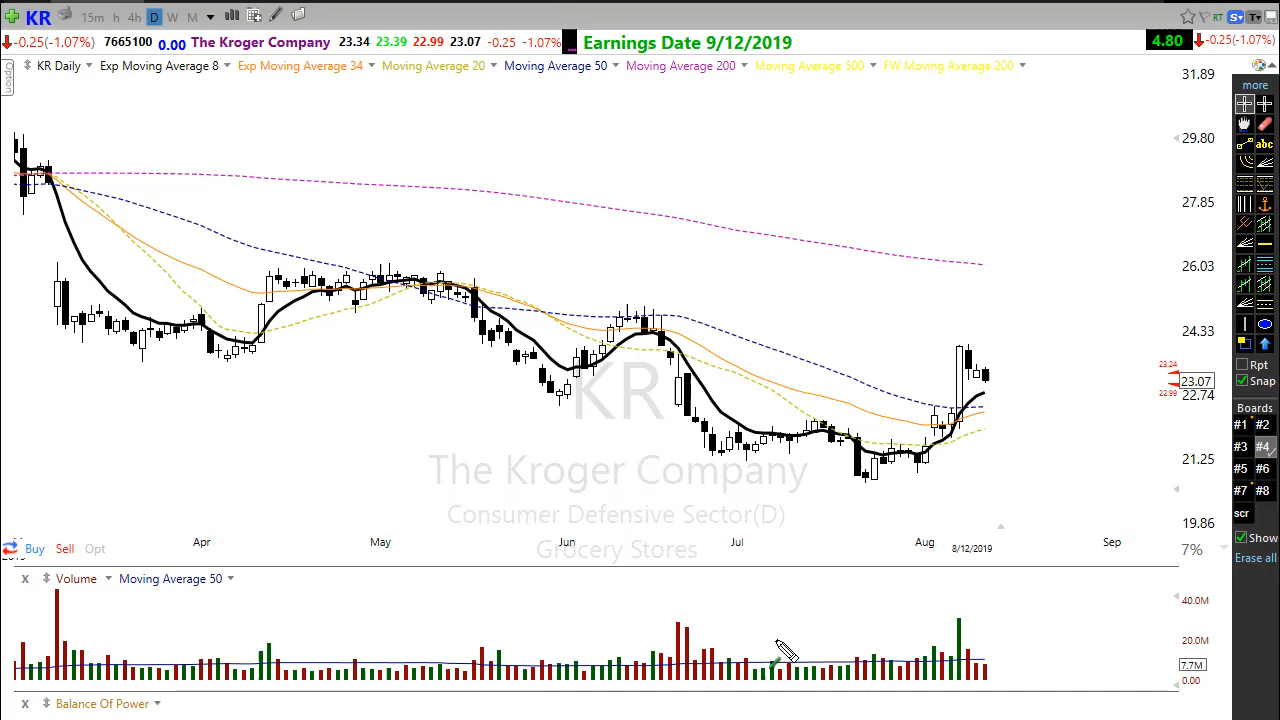 KR 15m h 4h D W M RT S T
-0.25(-1.07%) 7665100 0.00 The Kroger Company 23.34 23.39 22.99 23.07 -0.25 -1.07% ... Earnings Date 9/12/2019 4.80 -0.25(-1.07%)
Option
KR Daily Exp Moving Average 8 Exp Moving Average 34 Moving Average 20 Moving Average 50 Moving Average 200 Moving Average 500 FW Moving Average 200
31.89
29.80
27.85
26.03
24.33
23.24
23.07
22.99
22.74
21.25
19.86
KR
The Kroger Company
Consumer Defensive Sector(D)
Grocery Stores
Apr May Jun Jul Aug 8/12/2019 Sep
Buy Sell Opt
7%
x Volume Moving Average 50
40.0M
20.0M
7.7M
0.00
x Balance Of Power
more
abc
Rpt
Snap
Boards
#1 #2
#3 #4
#5 #6
#7 #8
scr
Show
Erase all